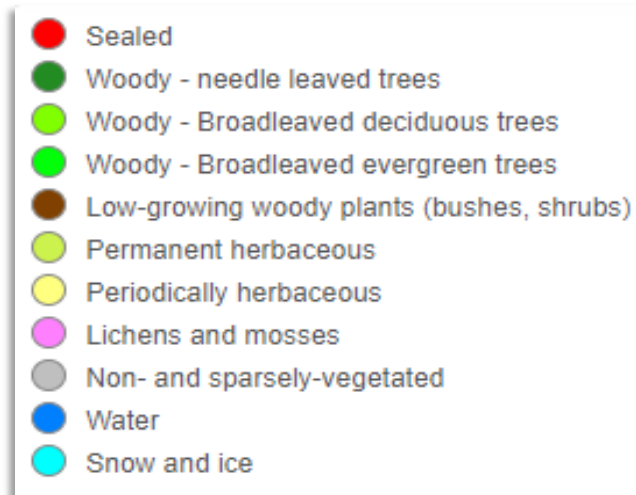 Sealed
Woody - needle leaved trees
Woody - Broadleaved deciduous trees
Woody - Broadleaved evergreen trees
Low-growing woody plants (bushes, shrubs)
Permanent herbaceous
Periodically herbaceous
Lichens and mosses
Non- and sparsely-vegetated
Water
Snow and ice